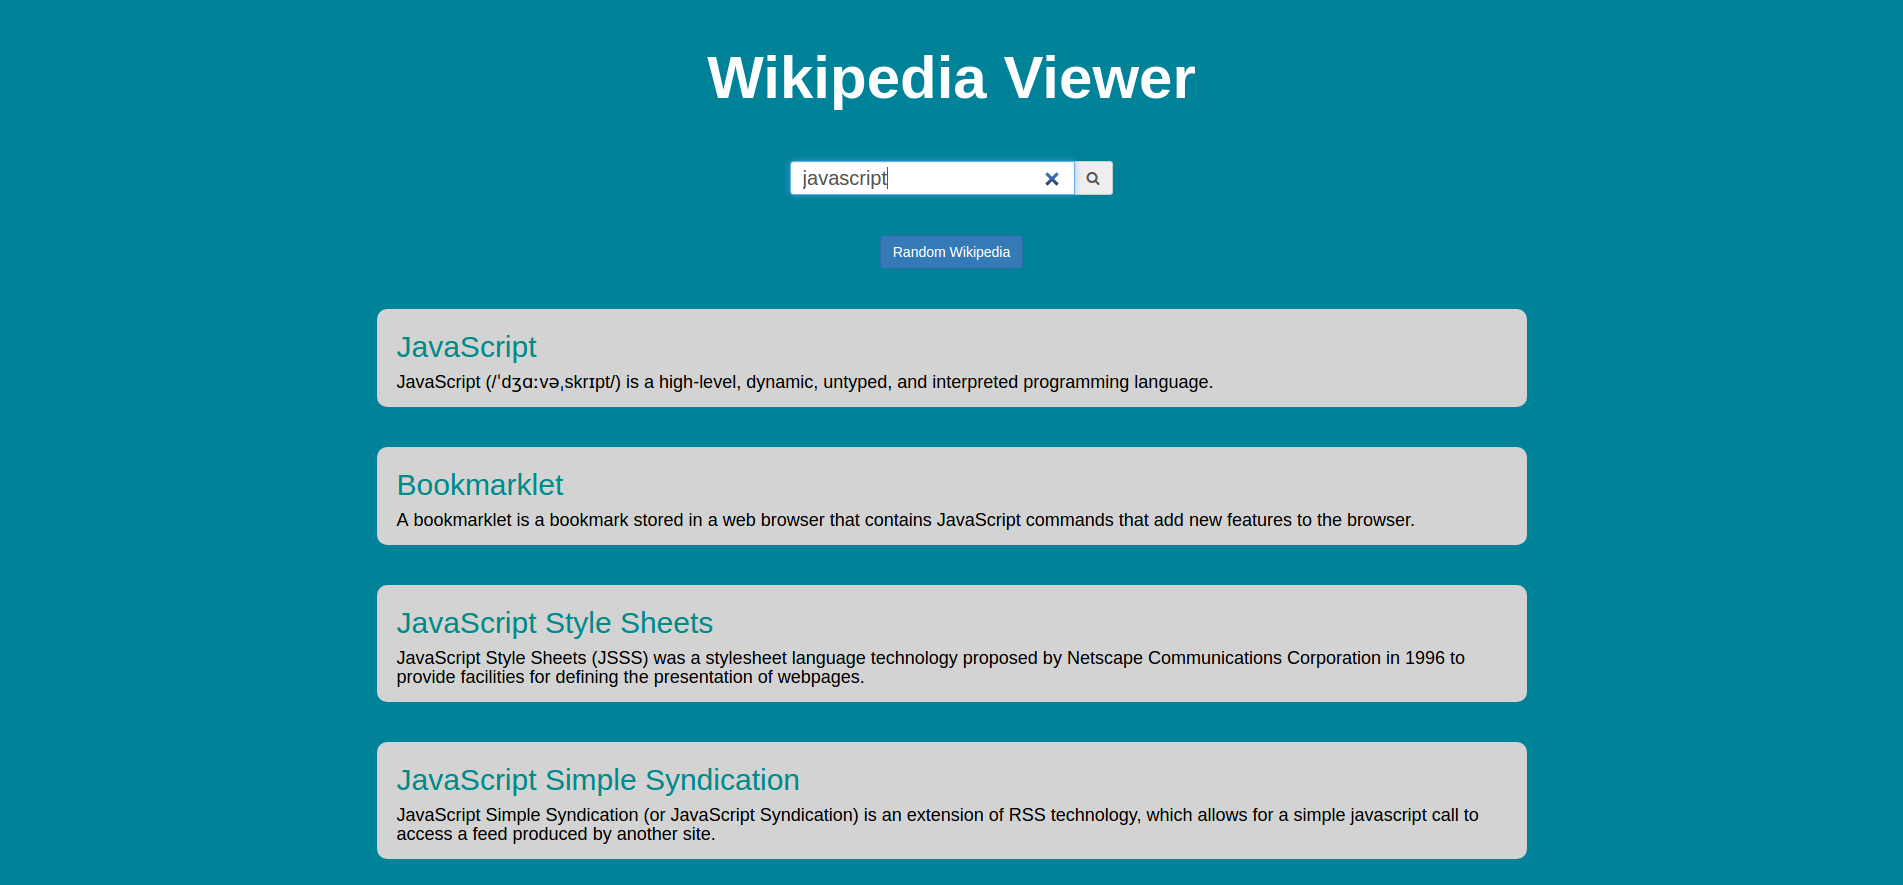 Wikipedia Viewer
javascript
Random Wikipedia
JavaScript
JavaScript (/ˈdʒɑːvəˌskrɪpt/) is a high-level, dynamic, untyped, and interpreted programming language.
Bookmarklet
A bookmarklet is a bookmark stored in a web browser that contains JavaScript commands that add new features to the browser.
JavaScript Style Sheets
JavaScript Style Sheets (JSSS) was a stylesheet language technology proposed by Netscape Communications Corporation in 1996 to
provide facilities for defining the presentation of webpages.
JavaScript Simple Syndication
JavaScript Simple Syndication (or JavaScript Syndication) is an extension of RSS technology, which allows for a simple javascript call to
access a feed produced by another site.